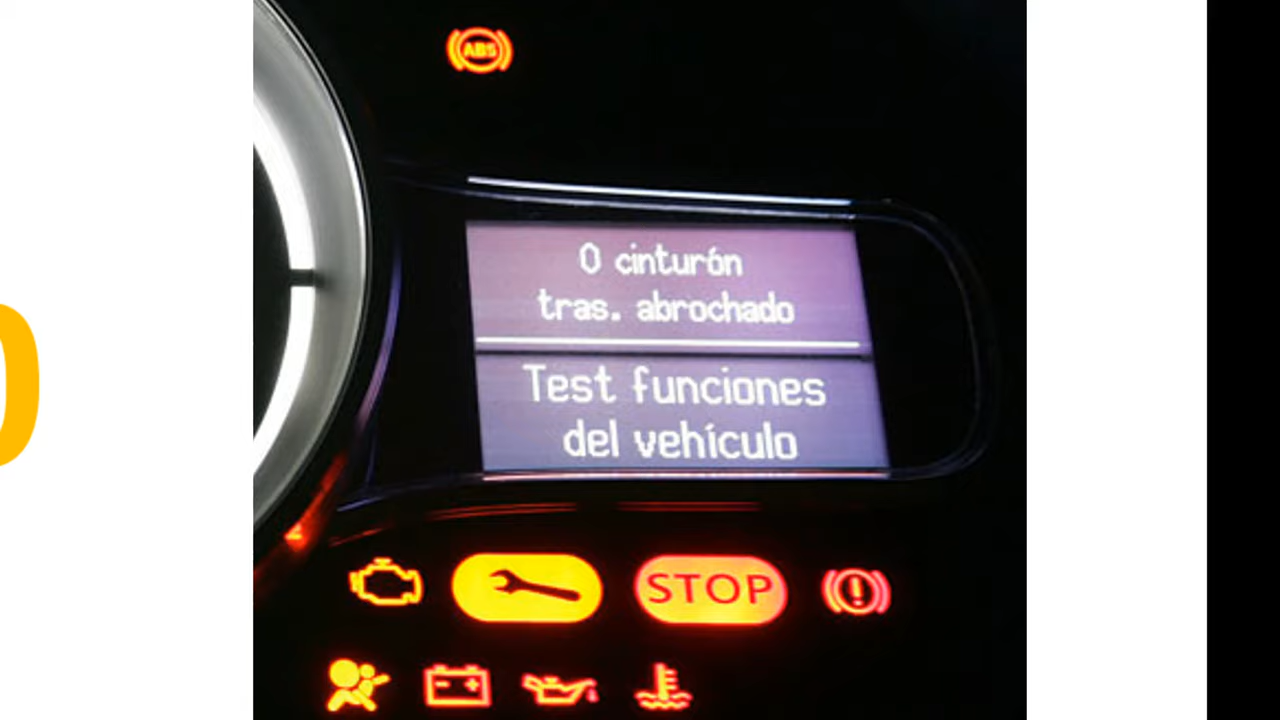 ABS
0 cinturón
tras. abrochado
Test funciones
del vehículo
STOP